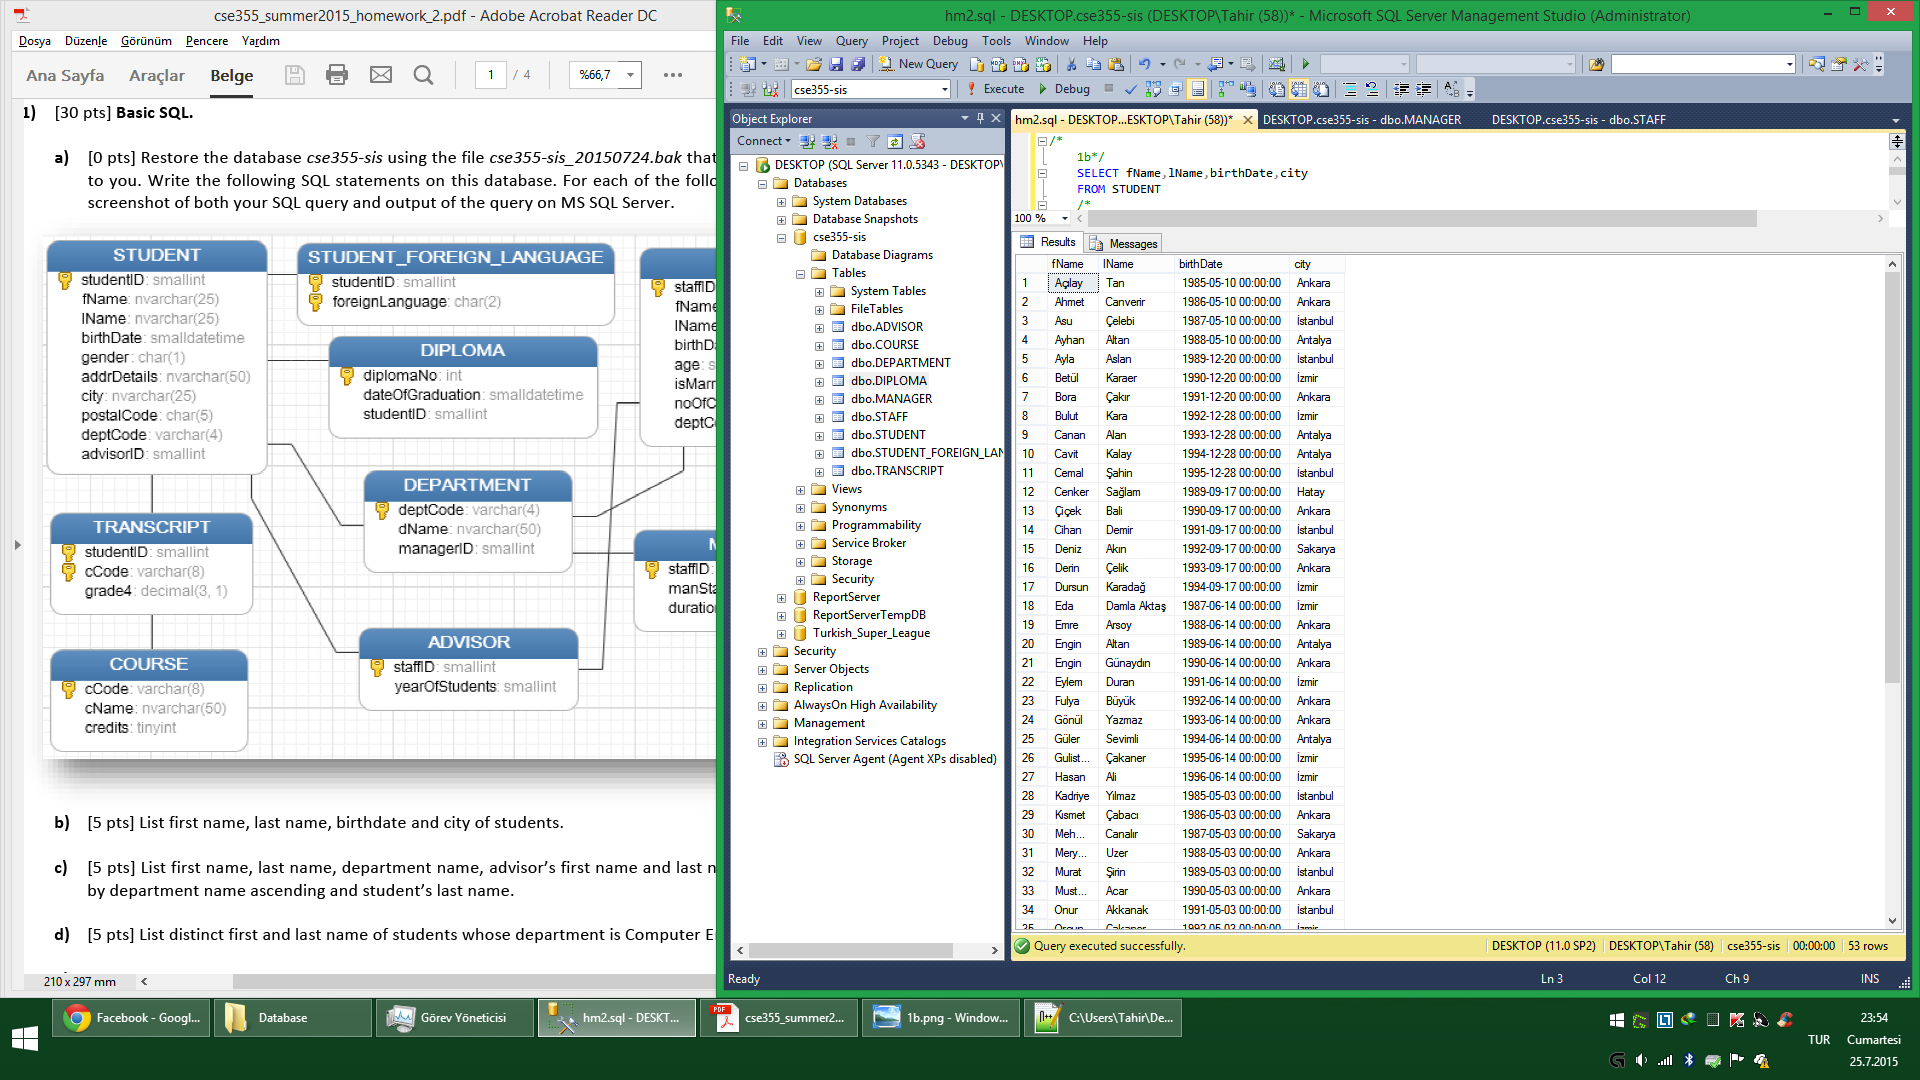 cse355_summer2015_homework_2.pdf - Adobe Acrobat Reader DC
Dosya Düzenle Görünüm Pencere Yardım
Ana Sayfa Araçlar Belge 1 / 4 %66,7
1) [30 pts] Basic SQL.
a) [0 pts] Restore the database cse355-sis using the file cse355-sis_20150724.bak that
to you. Write the following SQL statements on this database. For each of the follo
screenshot of both your SQL query and output of the query on MS SQL Server.
STUDENT
studentID: smallint
fName: nvarchar(25)
lName: nvarchar(25)
birthDate: smalldatetime
gender: char(1)
addrDetails: nvarchar(50)
city: nvarchar(25)
postalCode: char(5)
deptCode: varchar(4)
advisorID: smallint
STUDENT_FOREIGN_LANGUAGE
studentID: smallint
foreignLanguage: char(2)
DIPLOMA
diplomaNo: int
dateOfGraduation: smalldatetime
studentID: smallint
staffID
fName
lName
birthD
age: s
isMarr
noOfC
deptC
DEPARTMENT
deptCode: varchar(4)
dName: nvarchar(50)
managerID: smallint
TRANSCRIPT
studentID: smallint
cCode: varchar(8)
grade4: decimal(3, 1)
M
staffID:
manSta
duration
ADVISOR
staffID: smallint
yearOfStudents: smallint
COURSE
cCode: varchar(8)
cName: nvarchar(50)
credits: tinyint
b) [5 pts] List first name, last name, birthdate and city of students.
c) [5 pts] List first name, last name, department name, advisor's first name and last n
by department name ascending and student's last name.
d) [5 pts] List distinct first and last name of students whose department is Computer E
210 x 297 mm
hm2.sql - DESKTOP.cse355-sis (DESKTOP\Tahir (58))* - Microsoft SQL Server Management Studio (Administrator)
File Edit View Query Project Debug Tools Window Help
New Query
cse355-sis Execute Debug
Object Explorer
Connect
DESKTOP (SQL Server 11.0.5343 - DESKTOP\
Databases
System Databases
Database Snapshots
cse355-sis
Database Diagrams
Tables
System Tables
FileTables
dbo.ADVISOR
dbo.COURSE
dbo.DEPARTMENT
dbo.DIPLOMA
dbo.MANAGER
dbo.STAFF
dbo.STUDENT
dbo.STUDENT_FOREIGN_LAN
dbo.TRANSCRIPT
Views
Synonyms
Programmability
Service Broker
Storage
Security
ReportServer
ReportServerTempDB
Turkish_Super_League
Security
Server Objects
Replication
AlwaysOn High Availability
Management
Integration Services Catalogs
SQL Server Agent (Agent XPs disabled)
hm2.sql - DESKTOP...ESKTOP\Tahir (58))* DESKTOP.cse355-sis - dbo.MANAGER DESKTOP.cse355-sis - dbo.STAFF
/*
1b*/
SELECT fName,lName,birthDate,city
FROM STUDENT
/*
100 %
Results Messages
fName lName birthDate city
1 Açılay Tan 1985-05-10 00:00:00 Ankara
2 Ahmet Canverir 1986-05-10 00:00:00 Ankara
3 Asu Çelebi 1987-05-10 00:00:00 İstanbul
4 Ayhan Altan 1988-05-10 00:00:00 Antalya
5 Ayla Aslan 1989-12-20 00:00:00 İstanbul
6 Betül Karaer 1990-12-20 00:00:00 İzmir
7 Bora Çakır 1991-12-20 00:00:00 Ankara
8 Bulut Kara 1992-12-28 00:00:00 İzmir
9 Canan Alan 1993-12-28 00:00:00 Antalya
10 Cavit Kalay 1994-12-28 00:00:00 Antalya
11 Cemal Şahin 1995-12-28 00:00:00 İstanbul
12 Cenker Sağlam 1989-09-17 00:00:00 Hatay
13 Çiçek Bali 1990-09-17 00:00:00 Ankara
14 Cihan Demir 1991-09-17 00:00:00 İstanbul
15 Deniz Akın 1992-09-17 00:00:00 Sakarya
16 Derin Çelik 1993-09-17 00:00:00 Ankara
17 Dursun Karadağ 1994-09-17 00:00:00 İzmir
18 Eda Damla Aktaş 1987-06-14 00:00:00 İzmir
19 Emre Arsoy 1988-06-14 00:00:00 Ankara
20 Engin Altan 1989-06-14 00:00:00 Antalya
21 Engin Günaydın 1990-06-14 00:00:00 Ankara
22 Eylem Duran 1991-06-14 00:00:00 İzmir
23 Fulya Büyük 1992-06-14 00:00:00 Ankara
24 Gönül Yazmaz 1993-06-14 00:00:00 Ankara
25 Güler Sevimli 1994-06-14 00:00:00 Antalya
26 Gulist... Çakaner 1995-06-14 00:00:00 İzmir
27 Hasan Ali 1996-06-14 00:00:00 İzmir
28 Kadriye Yılmaz 1985-05-03 00:00:00 İstanbul
29 Kısmet Çabacı 1986-05-03 00:00:00 Ankara
30 Meh... Canalır 1987-05-03 00:00:00 Sakarya
31 Mery... Uzer 1988-05-03 00:00:00 Ankara
32 Murat Şirin 1989-05-03 00:00:00 İstanbul
33 Must... Acar 1990-05-03 00:00:00 Ankara
34 Onur Akkanak 1991-05-03 00:00:00 İstanbul
Query executed successfully. DESKTOP (11.0 SP2) DESKTOP\Tahir (58) cse355-sis 00:00:00 53 rows
Ready Ln 3 Col 12 Ch 9 INS
Facebook - Googl... Database Görev Yöneticisi hm2.sql - DESKT... cse355_summer2... 1b.png - Window... C:\Users\Tahir\De...
TUR
23:54
Cumartesi
25.7.2015